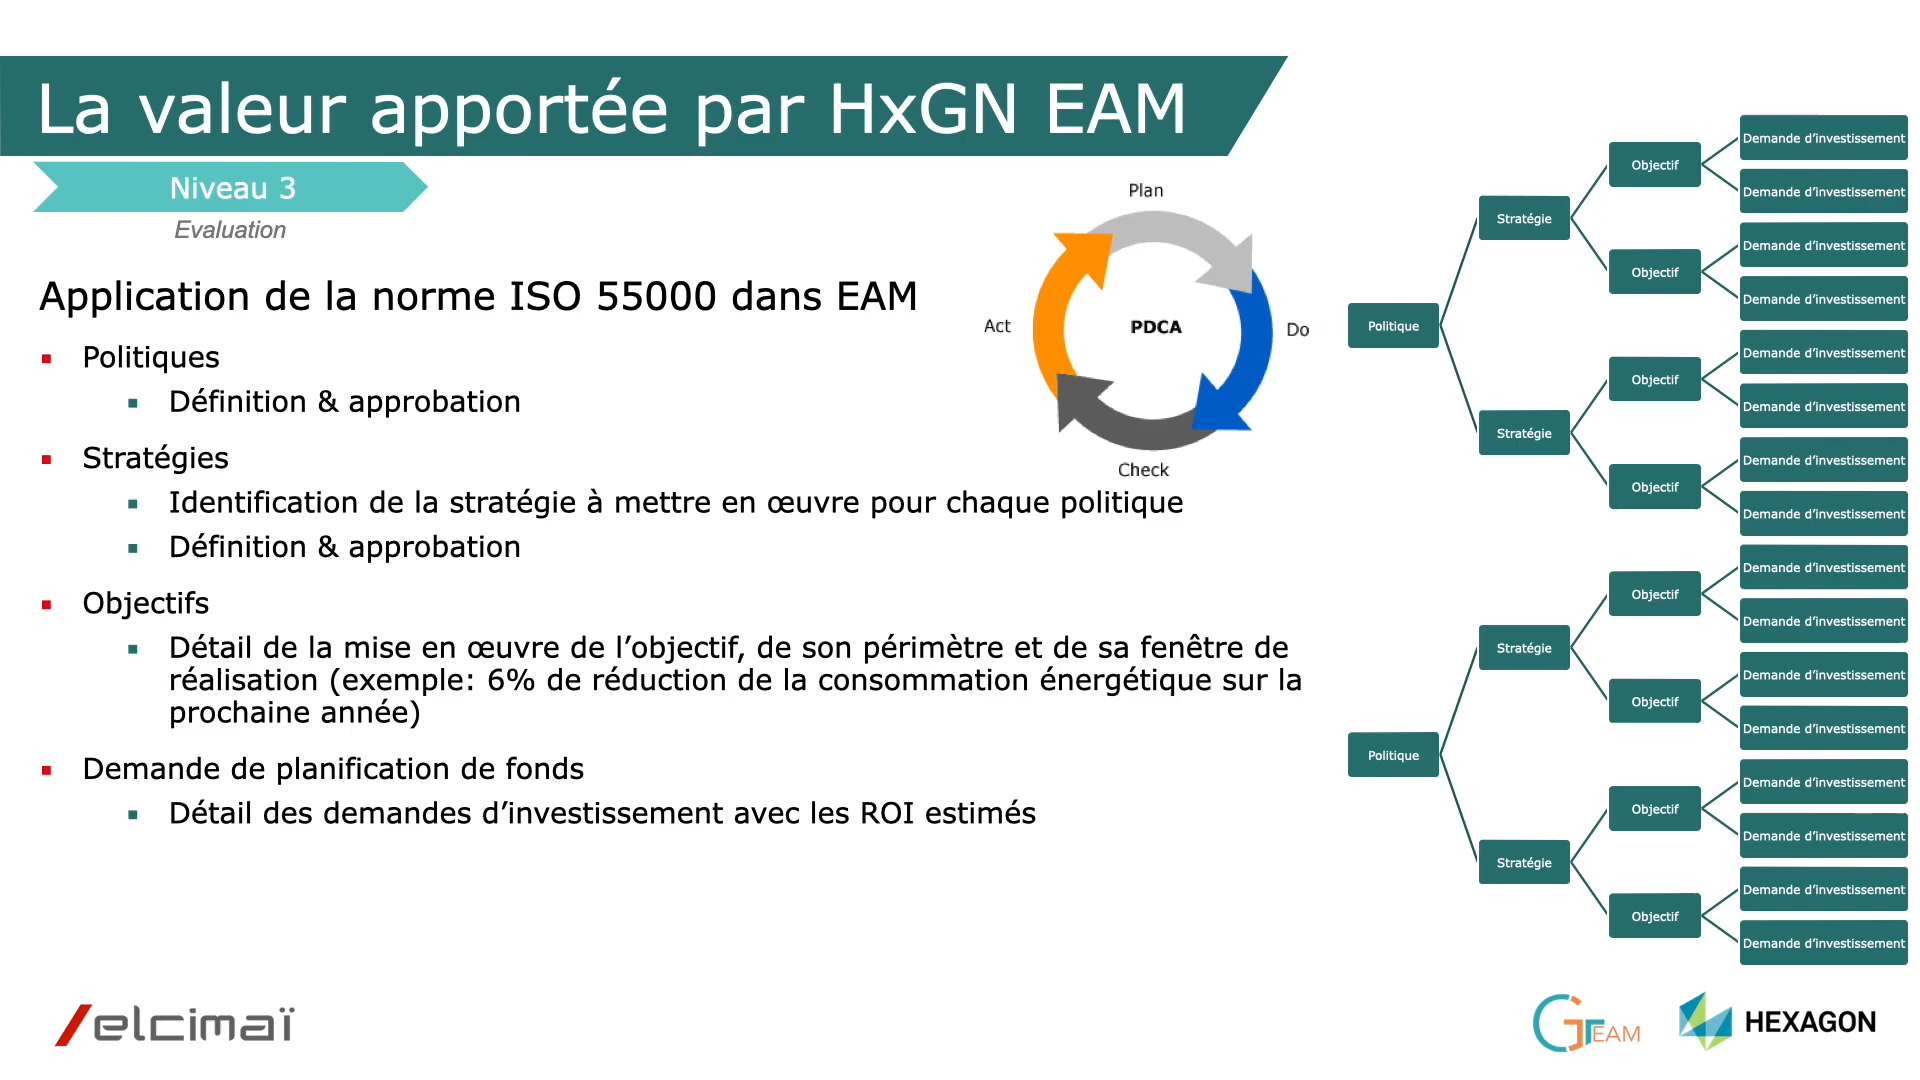 La valeur apportée par HxGN EAM
Niveau 3
Evaluation
Application de la norme ISO 55000 dans EAM
Politiques
Définition & approbation
Stratégies
Identification de la stratégie à mettre en œuvre pour chaque politique
Définition & approbation
Objectifs
Détail de la mise en œuvre de l’objectif, de son périmètre et de sa fenêtre de
réalisation (exemple: 6% de réduction de la consommation énergétique sur la
prochaine année)
Demande de planification de fonds
Détail des demandes d’investissement avec les ROI estimés
Plan
Do
Check
Act
PDCA
Politique
Stratégie
Objectif
Demande d’investissement
Demande d’investissement
Objectif
Demande d’investissement
Demande d’investissement
Stratégie
Objectif
Demande d’investissement
Demande d’investissement
Objectif
Demande d’investissement
Demande d’investissement
Politique
Stratégie
Objectif
Demande d’investissement
Demande d’investissement
Objectif
Demande d’investissement
Demande d’investissement
Stratégie
Objectif
Demande d’investissement
Demande d’investissement
Objectif
Demande d’investissement
Demande d’investissement
elcimaï
GJTEAM
HEXAGON